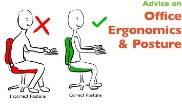 Advice on
Office
Ergonomics
& Posture
Incorrect Posture
Correct Posture